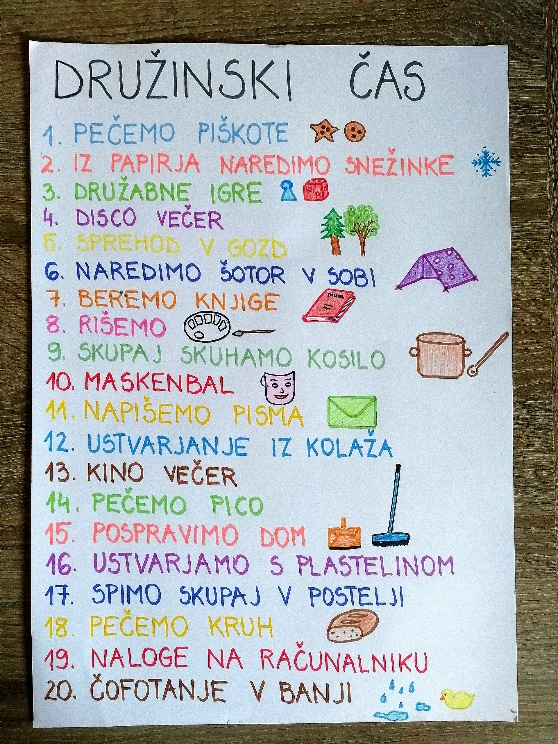 DRUŽINSKI ČAS
1. PEČEMO PIŠKOTE
2. IZ PAPIRJA NAREDIMO SNEŽINKE
3. DRUŽABNE IGRE
4. DISCO VEČER
5. SPREHOD V GOZD
6. NAREDIMO ŠOTOR V SOBI
7. BEREMO KNJIGE
8. RIŠEMO
9. SKUPAJ SKUHAMO KOSILO
10. MASKENBAL
11. NAPIŠEMO PISMA
12. USTVARJANJE IZ KOLAŽA
13. KINO VEČER
14. PEČEMO PICO
15. POSPRAVIMO DOM
16. USTVARJAMO S PLASTELINOM
17. SPIMO SKUPAJ V POSTELJI
18. PEČEMO KRUH
19. NALOGE NA RAČUNALNIKU
20. ČOFOTANJE V BANJI